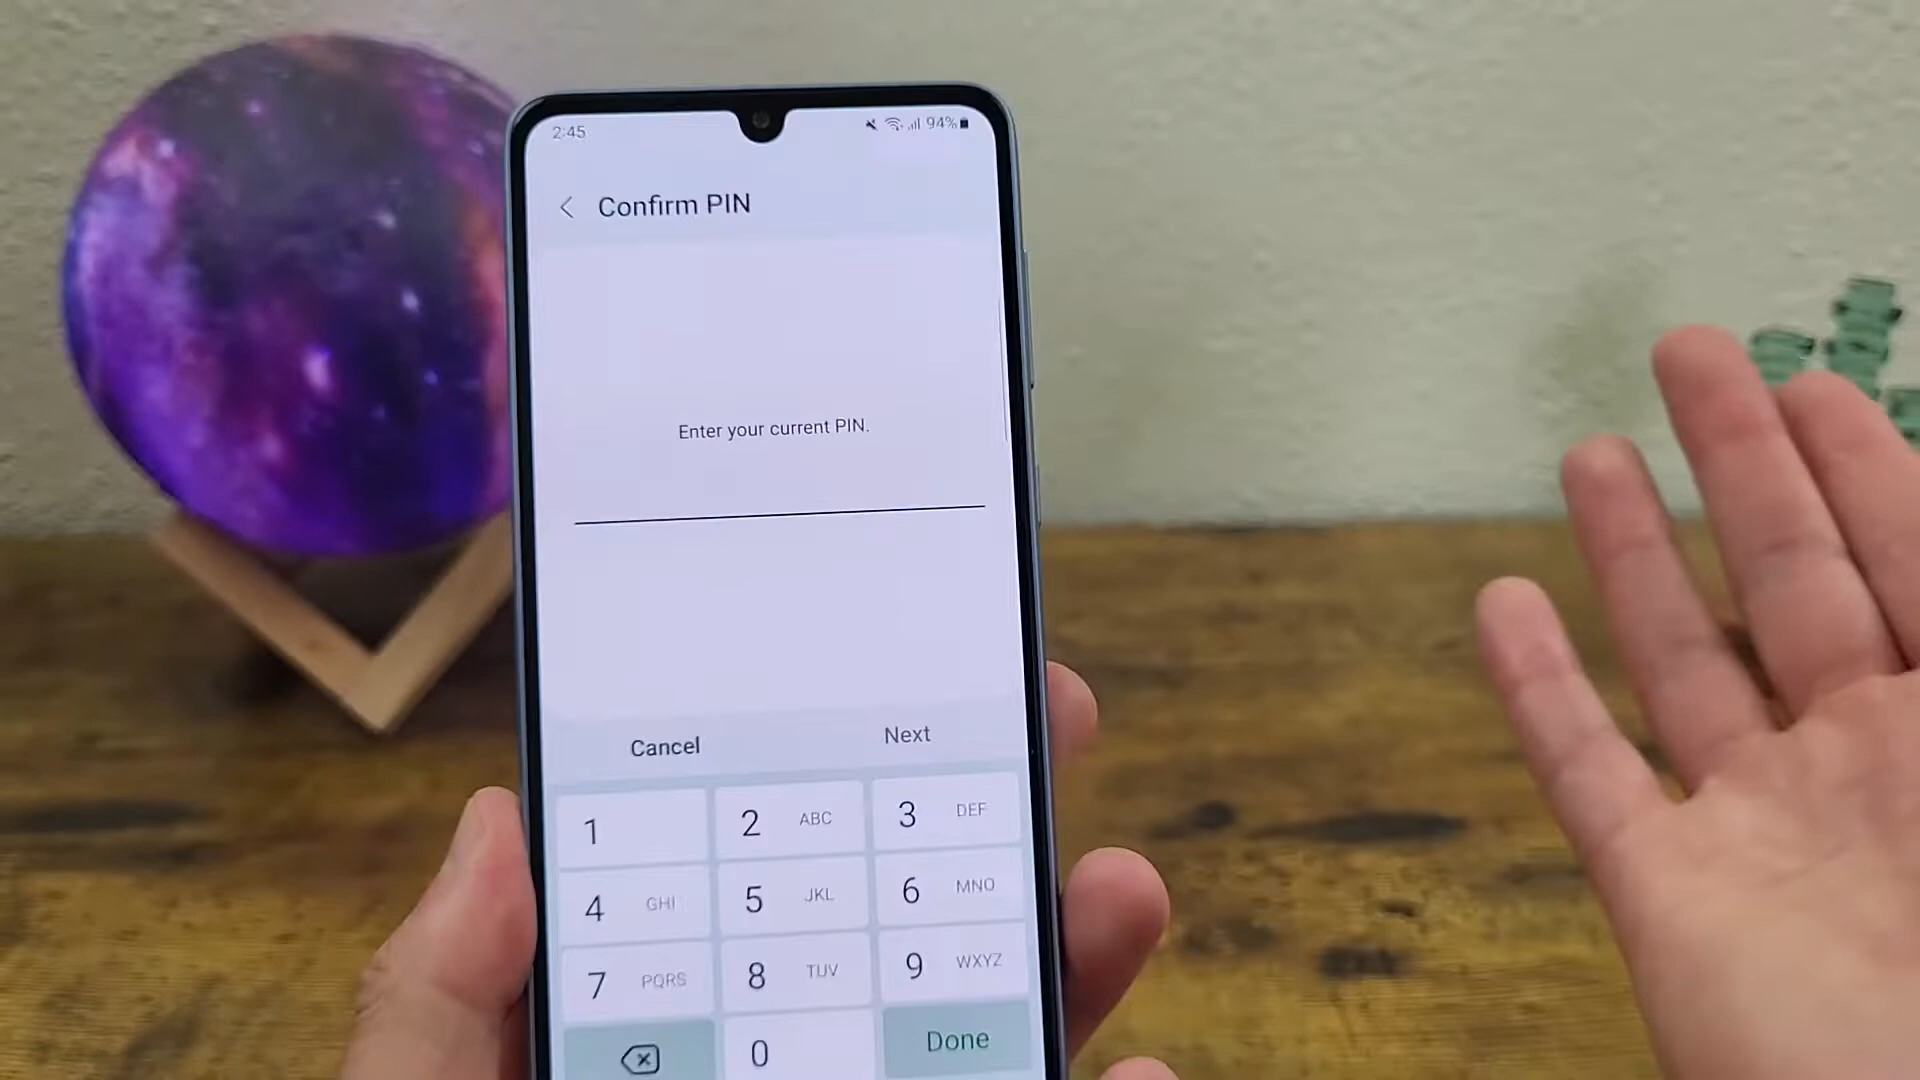 2:45
94%
Confirm PIN
Enter your current PIN.
Cancel Next
1 2 ABC 3 DEF
4 GHI 5 JKL 6 MNO
7 PQRS 8 TUV 9 WXYZ
0 Done